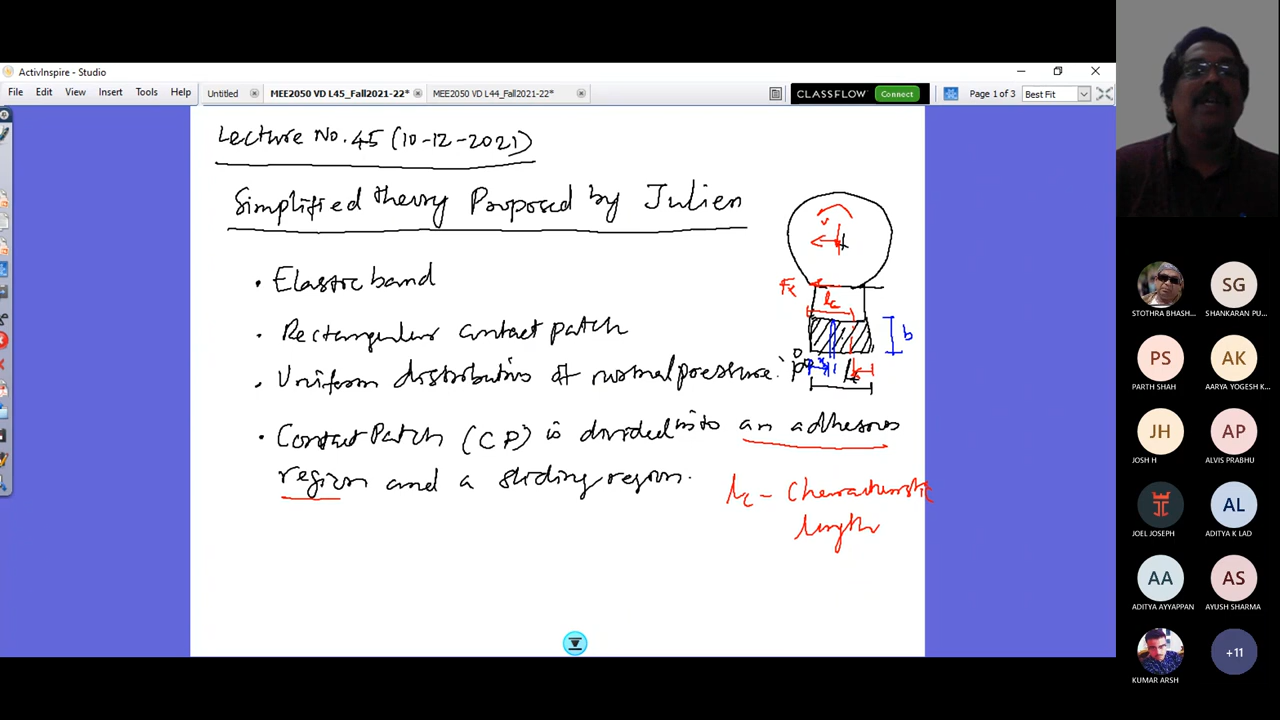 ActivInspire - Studio
File Edit View Insert Tools Help
Untitled MEE2050 VD L45_Fall2021-22* MEE2050 VD L44_Fall2021-22*
CLASSFLOW Connect
Page 1 of 3 Best Fit
Lecture No. 45 (10-12-2021)
Simplified theory Proposed by Julien
• Elastic band
• Rectangular contact patch
• Uniform distribution of normal pressure: p
• Contact Patch (CP) is divided into an adhesion
region and a sliding region.
lc - Characteristic
length
v
Fx
lc
b
O
x
STOTHRA BHASH...
SG
SHANKARAN PU...
PS
PARTH SHAH
AK
AARYA YOGESH K...
JH
JOSH H
AP
ALVIS PRABHU
JOEL JOSEPH
AL
ADITYA K LAD
AA
ADITYA AYYAPPAN
AS
AYUSH SHARMA
KUMAR ARSH
+11